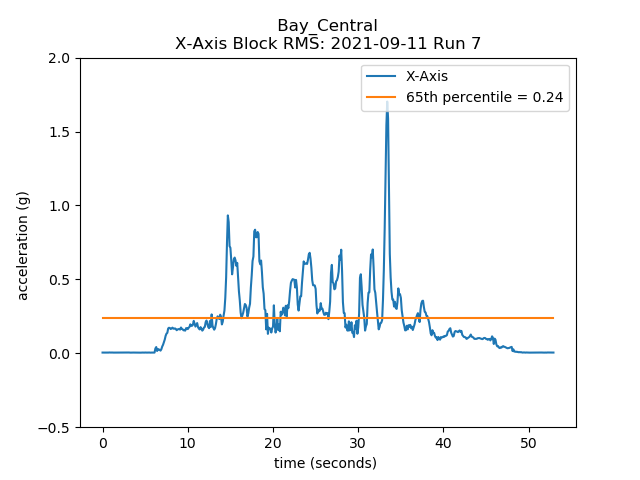 Bay_Central
X-Axis Block RMS: 2021-09-11 Run 7
2.0
X-Axis
65th percentile = 0.24
1.5
1.0
0.5
0.0
−0.5
acceleration (g)
0 10 20 30 40 50
time (seconds)